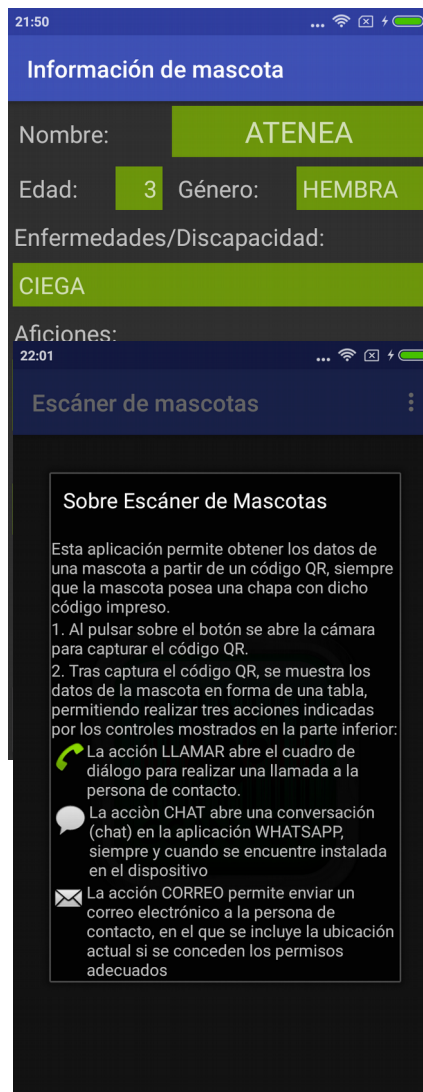 21:50
Información de mascota
Nombre: ATENEA
Edad: 3 Género: HEMBRA
Enfermedades/Discapacidad:
CIEGA
Aficiones:
22:01
Escáner de mascotas
Sobre Escáner de Mascotas
Esta aplicación permite obtener los datos de
una mascota a partir de un código QR, siempre
que la mascota posea una chapa con dicho
código impreso.
1. Al pulsar sobre el botón se abre la cámara
para capturar el código QR.
2. Tras captura el código QR, se muestra los
datos de la mascota en forma de una tabla,
permitiendo realizar tres acciones indicadas
por los controles mostrados en la parte inferior:
La acción LLAMAR abre el cuadro de
diálogo para realizar una llamada a la
persona de contacto.
La acciòn CHAT abre una conversación
(chat) en la aplicación WHATSAPP,
siempre y cuando se encuentre instalada
en el dispositivo
La acción CORREO permite enviar un
correo electrónico a la persona de
contacto, en el que se incluye la ubicación
actual si se conceden los permisos
adecuados